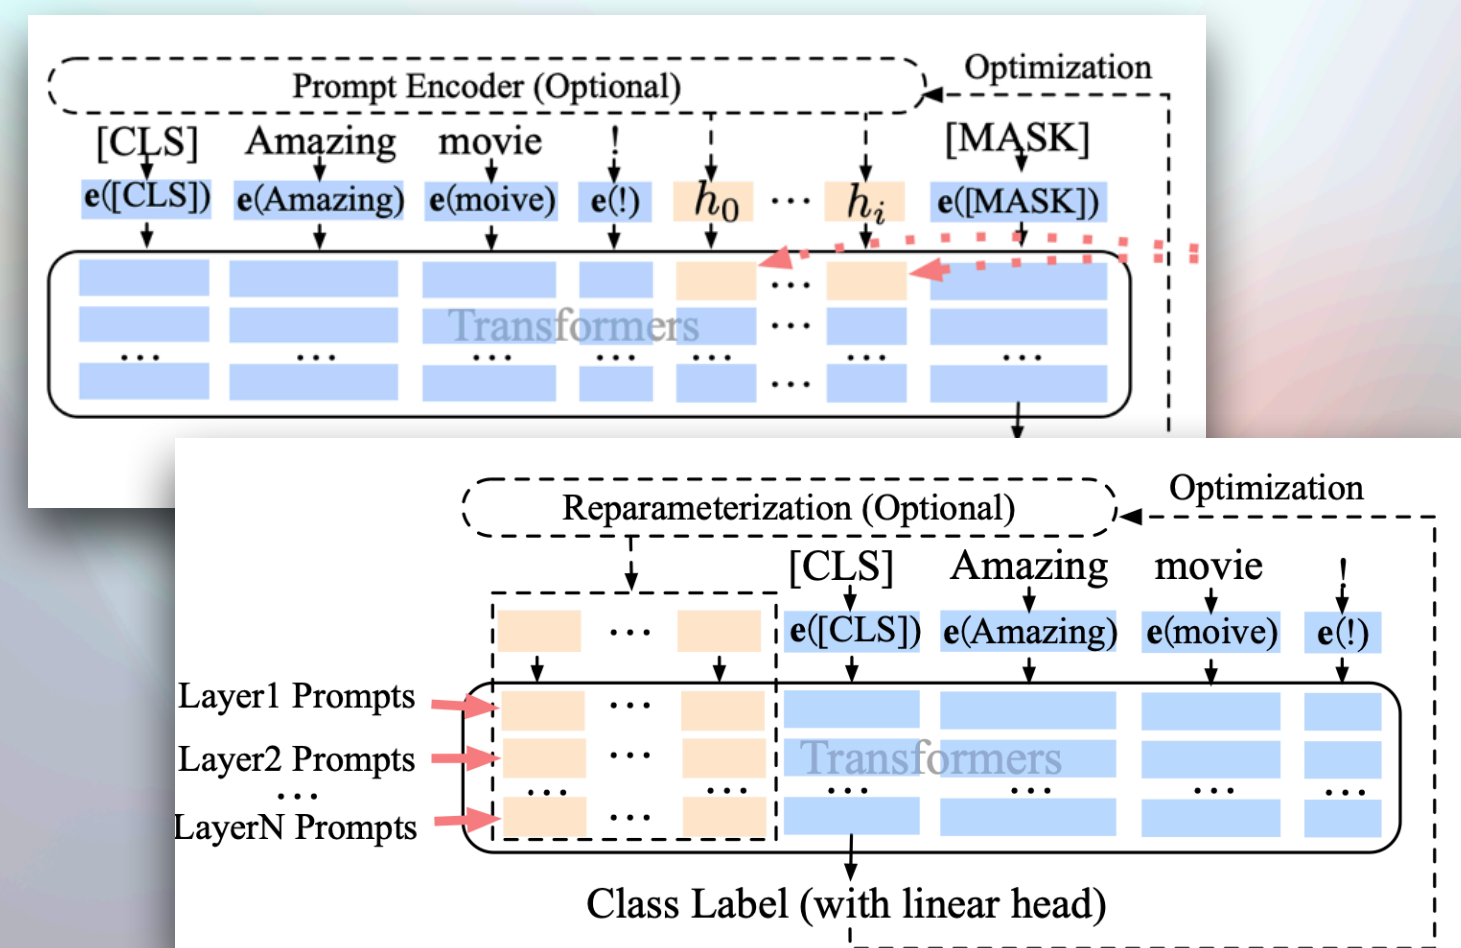 Prompt Encoder (Optional)
Optimization
[CLS] Amazing movie ! [MASK]
e([CLS]) e(Amazing) e(moive) e(!) h₀ ... hᵢ e([MASK])
...
Transformers ...
... ... ... ... ... ... ...
...
Reparameterization (Optional)
Optimization
[CLS] Amazing movie !
... e([CLS]) e(Amazing) e(moive) e(!)
Layer1 Prompts ...
Layer2 Prompts ... Transformers
... ... ... ... ... ... ...
LayerN Prompts ...
Class Label (with linear head)